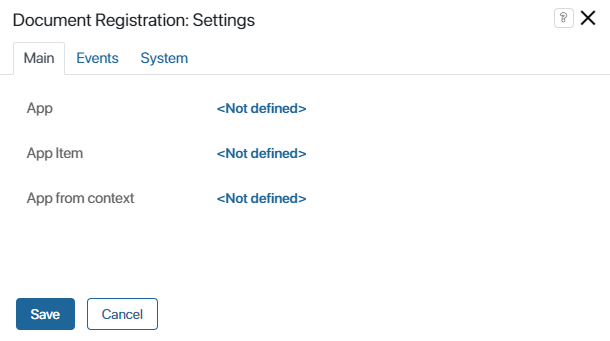 Document Registration: Settings ?
Main Events System
App <Not defined>
App Item <Not defined>
App from context <Not defined>
Save Cancel